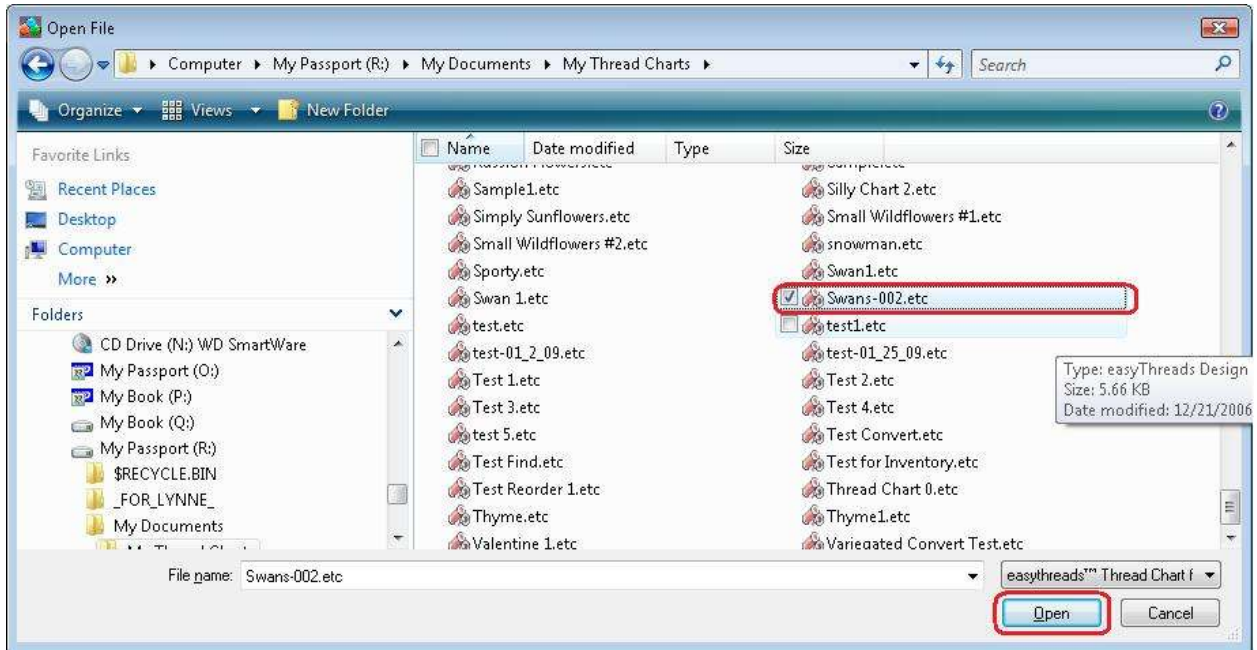 Open File
Computer My Passport (R:) My Documents My Thread Charts Search
Organize Views New Folder
Favorite Links
Recent Places
Desktop
Computer
More »
Folders
CD Drive (N:) WD SmartWare
My Passport (O:)
My Book (P:)
My Book (Q:)
My Passport (R:)
$RECYCLE.BIN
_FOR_LYNNE_
My Documents
Name Date modified Type Size
Sample1.etc Silly Chart 2.etc
Simply Sunflowers.etc Small Wildflowers #1.etc
Small Wildflowers #2.etc snowman.etc
Sporty.etc Swan1.etc
Swan 1.etc Swans-002.etc
test.etc test1.etc
test-01_2_09.etc test-01_25_09.etc
Test 1.etc Test 2.etc
Test 3.etc Test 4.etc
test 5.etc Test Convert.etc
Test Find.etc Test for Inventory.etc
Test Reorder 1.etc Thread Chart 0.etc
Thyme.etc Thyme1.etc
Valentine 1.etc Variegated Convert Test.etc
Type: easyThreads Design
Size: 5.66 KB
Date modified: 12/21/2006
File name: Swans-002.etc easythreads™ Thread Chart f
Open Cancel